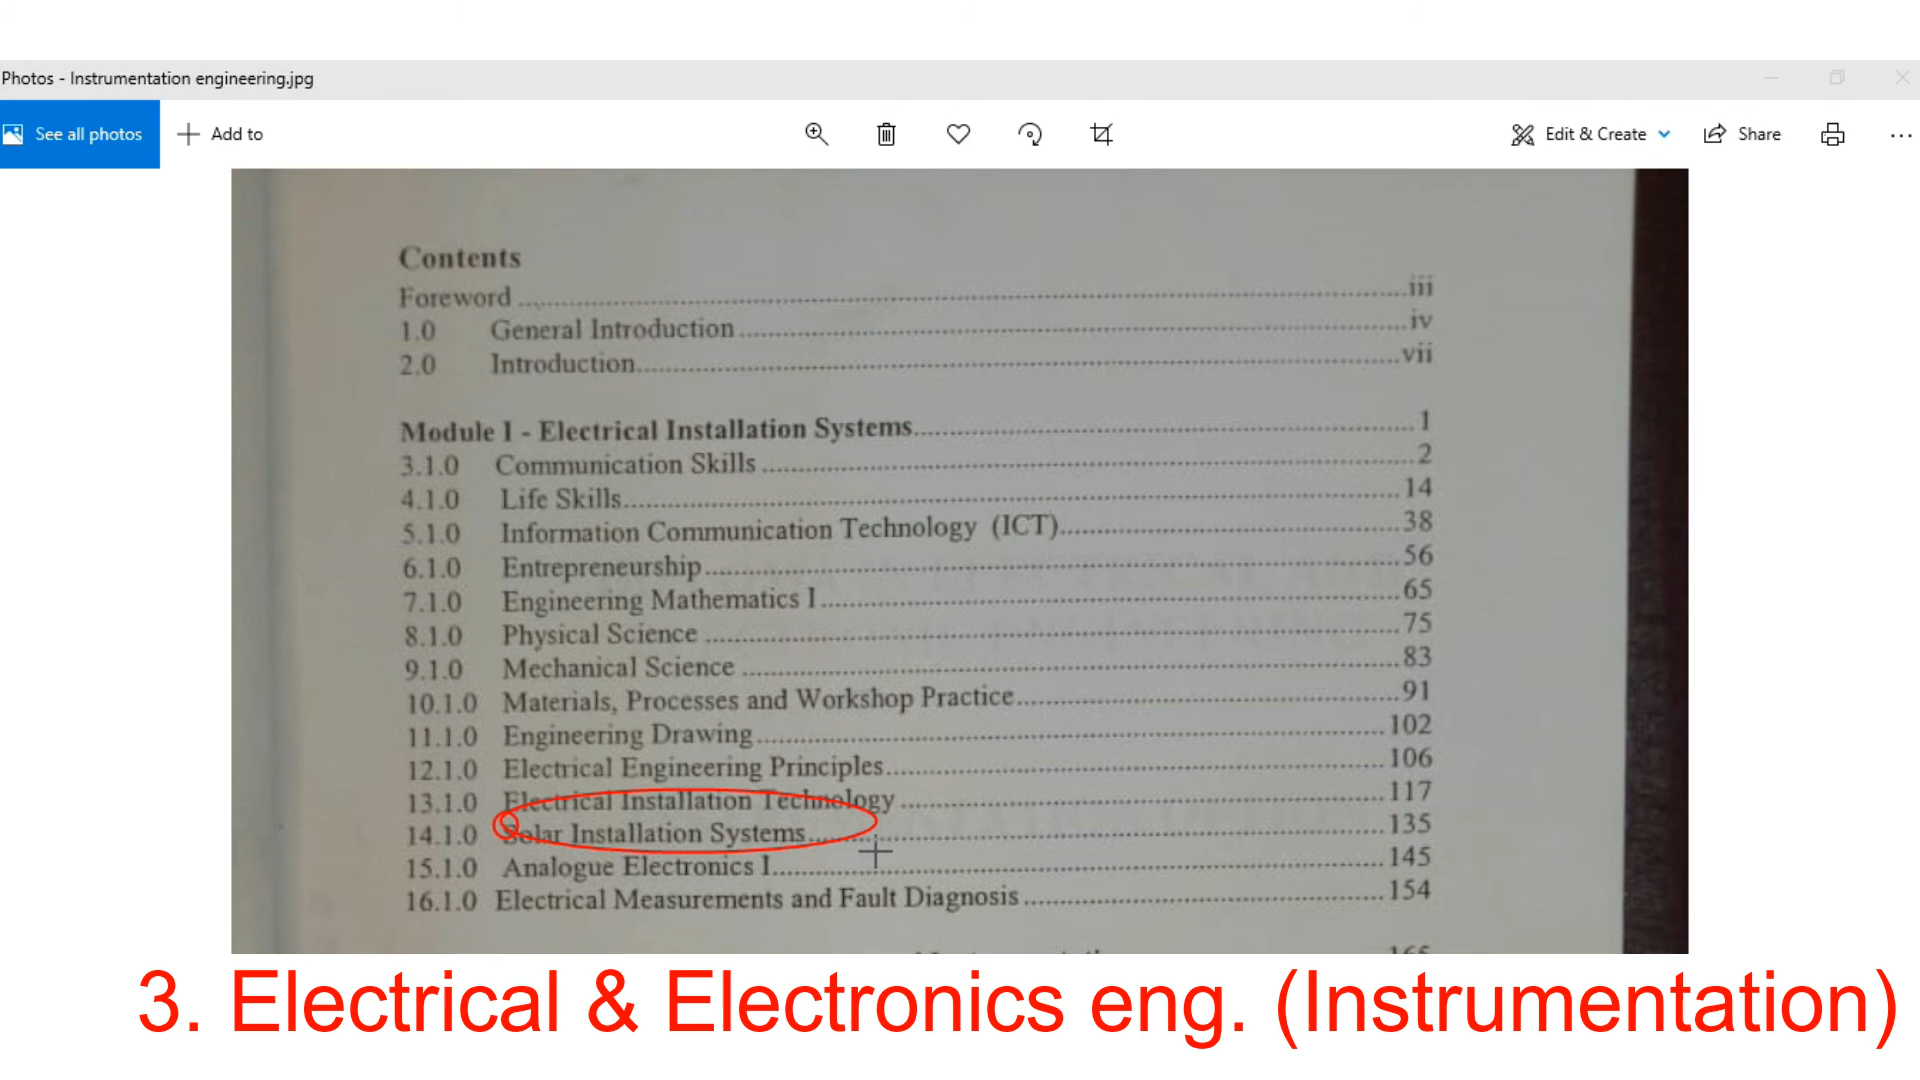 Photos - Instrumentation engineering.jpg
See all photos
Add to
Edit & Create
Share
Contents
Foreword ........ iii
1.0 General Introduction ........ iv
2.0 Introduction ........ vii
Module I - Electrical Installation Systems ........ 1
3.1.0 Communication Skills ........ 2
4.1.0 Life Skills ........ 14
5.1.0 Information Communication Technology (ICT) ........ 38
6.1.0 Entrepreneurship ........ 56
7.1.0 Engineering Mathematics I ........ 65
8.1.0 Physical Science ........ 75
9.1.0 Mechanical Science ........ 83
10.1.0 Materials, Processes and Workshop Practice ........ 91
11.1.0 Engineering Drawing ........ 102
12.1.0 Electrical Engineering Principles ........ 106
13.1.0 Electrical Installation Technology ........ 117
14.1.0 Solar Installation Systems ........ 135
15.1.0 Analogue Electronics I ........ 145
16.1.0 Electrical Measurements and Fault Diagnosis ........ 154
3. Electrical & Electronics eng. (Instrumentation)